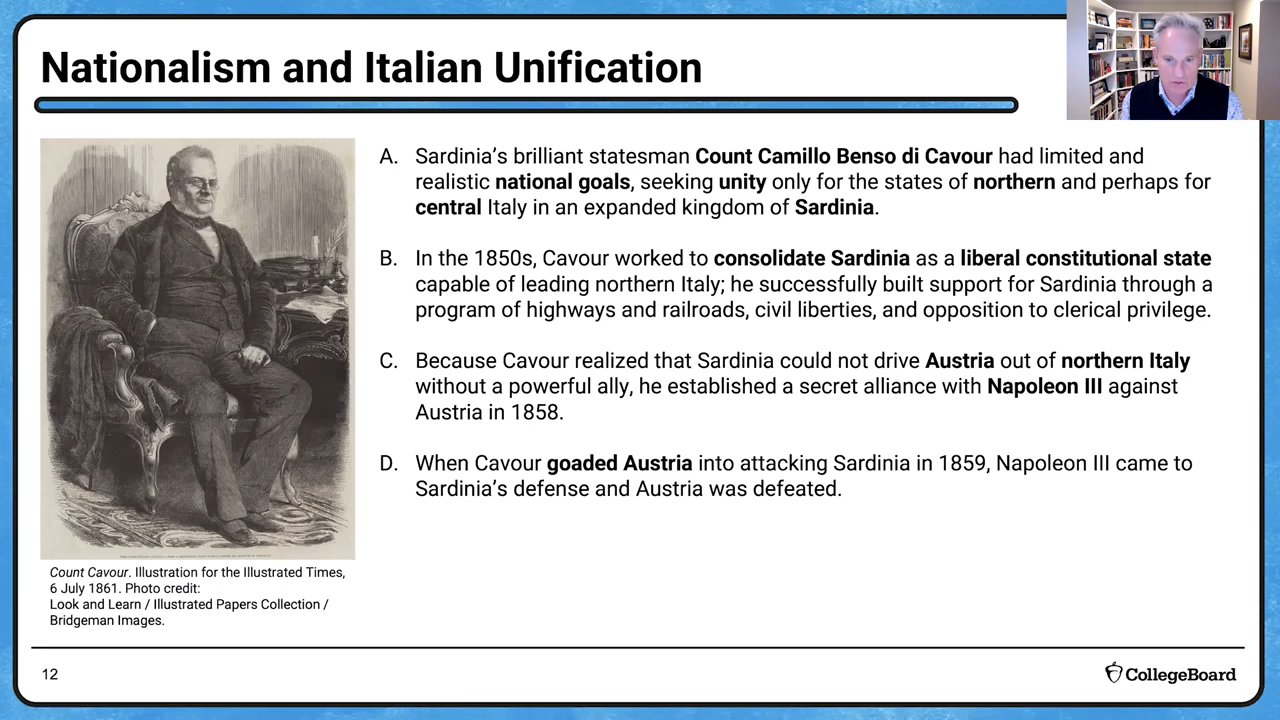 Nationalism and Italian Unification
A. Sardinia’s brilliant statesman Count Camillo Benso di Cavour had limited and
realistic national goals, seeking unity only for the states of northern and perhaps for
central Italy in an expanded kingdom of Sardinia.
B. In the 1850s, Cavour worked to consolidate Sardinia as a liberal constitutional state
capable of leading northern Italy; he successfully built support for Sardinia through a
program of highways and railroads, civil liberties, and opposition to clerical privilege.
C. Because Cavour realized that Sardinia could not drive Austria out of northern Italy
without a powerful ally, he established a secret alliance with Napoleon III against
Austria in 1858.
D. When Cavour goaded Austria into attacking Sardinia in 1859, Napoleon III came to
Sardinia’s defense and Austria was defeated.
Count Cavour. Illustration for the Illustrated Times,
6 July 1861. Photo credit:
Look and Learn / Illustrated Papers Collection /
Bridgeman Images.
12
CollegeBoard